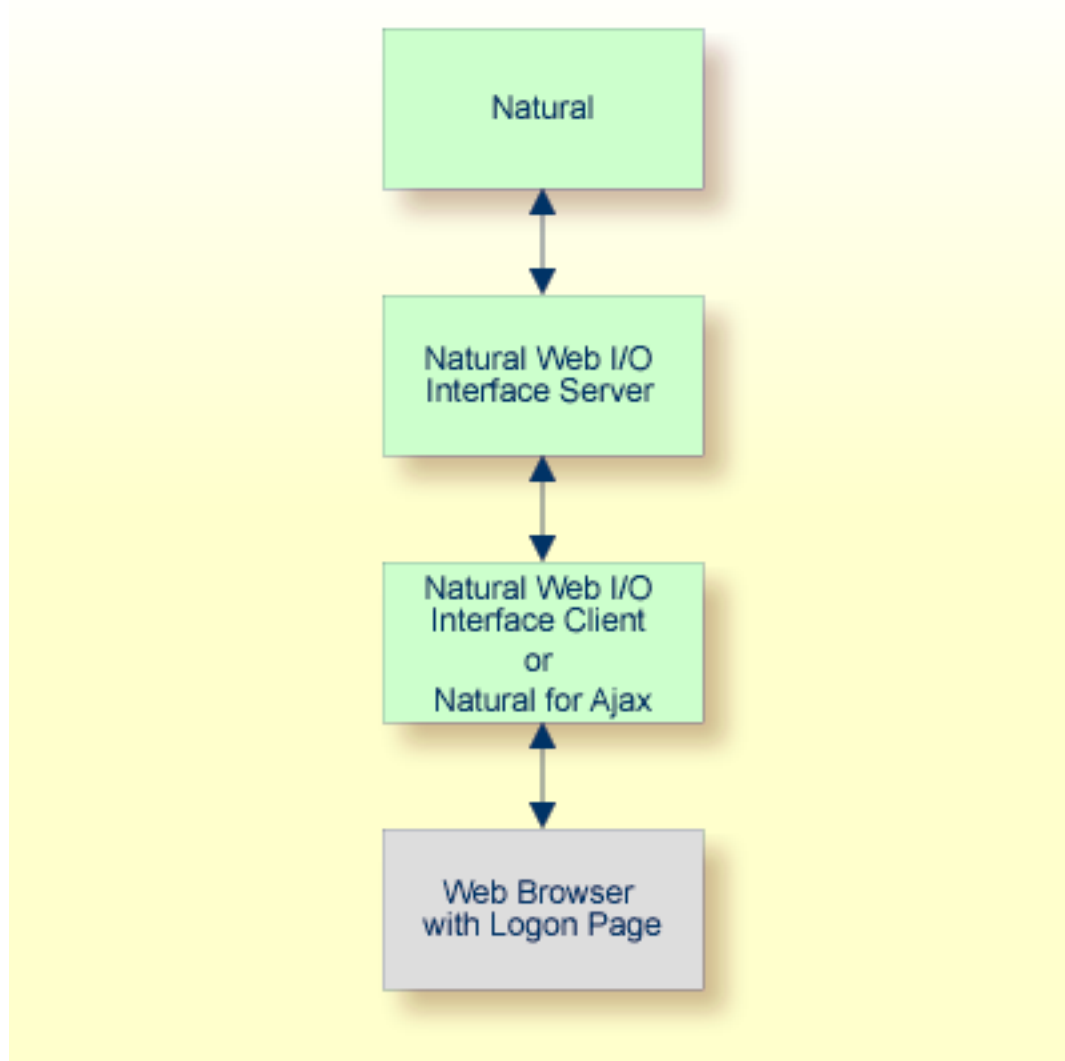 Natural
Natural Web I/O
Interface Server
Natural Web I/O
Interface Client
or
Natural for Ajax
Web Browser
with Logon Page